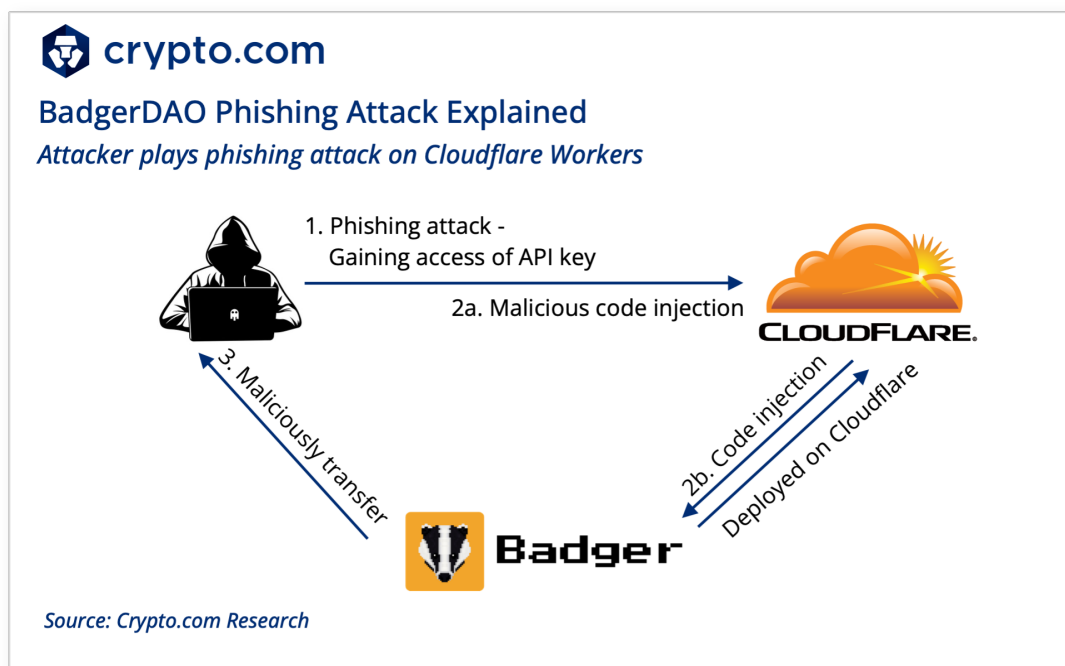 crypto.com
BadgerDAO Phishing Attack Explained
Attacker plays phishing attack on Cloudflare Workers
1. Phishing attack -
Gaining access of API key
2a. Malicious code injection
CLOUDFLARE.
3. Maliciously transfer
2b. Code injection
Deployed on Cloudflare
Badger
Source: Crypto.com Research